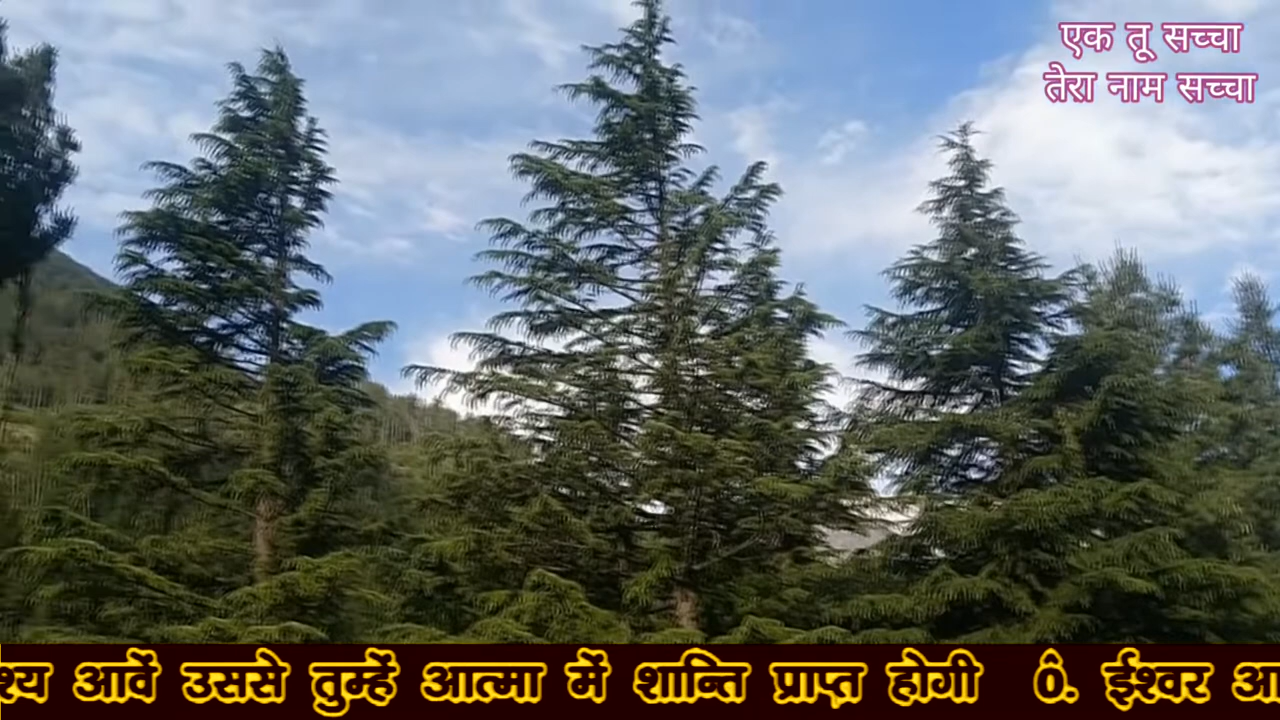 एक तू सच्चा
तेरा नाम सच्चा
आवें उससे तुम्हें आत्मा में शान्ति प्राप्त होगी ॐ. ईश्वर